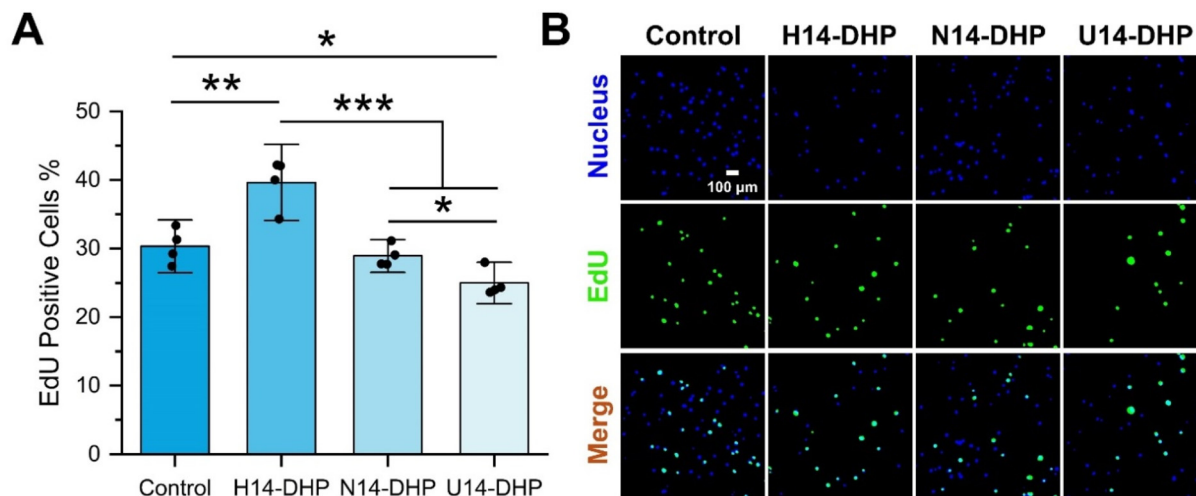 A
*
**
***
*
50
40
30
20
10
0
EdU Positive Cells %
Control H14-DHP N14-DHP U14-DHP
B
Control H14-DHP N14-DHP U14-DHP
Nucleus
100 μm
EdU
Merge